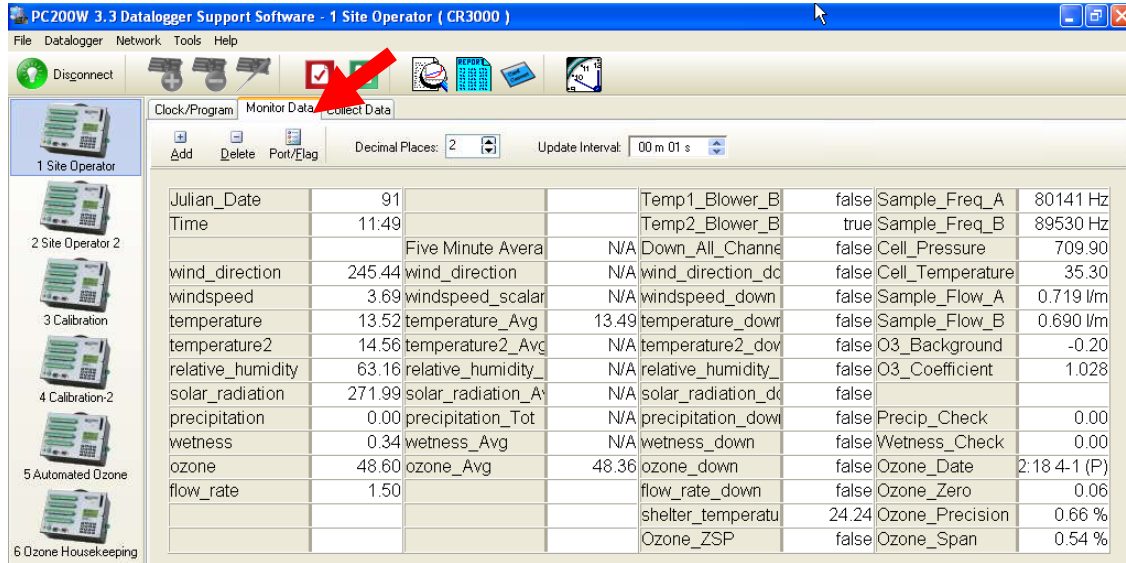 PC200W 3.3 Datalogger Support Software - 1 Site Operator ( CR3000 )
File Datalogger Network Tools Help
Disconnect
REPORT
Clock/Program Monitor Data Collect Data
Add Delete Port/Flag Decimal Places: 2 Update Interval: 00 m 01 s
1 Site Operator
2 Site Operator 2
3 Calibration
4 Calibration-2
5 Automated Ozone
6 Ozone Housekeeping
Julian_Date 91 Temp1_Blower_B false Sample_Freq_A 80141 Hz
Time 11:49 Temp2_Blower_B true Sample_Freq_B 89530 Hz
Five Minute Avera N/A Down_All_Channe false Cell_Pressure 709.90
wind_direction 245.44 wind_direction N/A wind_direction_do false Cell_Temperature 35.30
windspeed 3.69 windspeed_scalar N/A windspeed_down false Sample_Flow_A 0.719 l/m
temperature 13.52 temperature_Avg 13.49 temperature_down false Sample_Flow_B 0.690 l/m
temperature2 14.56 temperature2_Avg N/A temperature2_dov false O3_Background -0.20
relative_humidity 63.16 relative_humidity_ N/A relative_humidity_ false O3_Coefficient 1.028
solar_radiation 271.99 solar_radiation_A N/A solar_radiation_do false
precipitation 0.00 precipitation_Tot N/A precipitation_dow false Precip_Check 0.00
wetness 0.34 wetness_Avg N/A wetness_down false Wetness_Check 0.00
ozone 48.60 ozone_Avg 48.36 ozone_down false Ozone_Date 2:18 4-1 (P)
flow_rate 1.50 flow_rate_down false Ozone_Zero 0.06
shelter_temperatu 24.24 Ozone_Precision 0.66 %
Ozone_ZSP false Ozone_Span 0.54 %